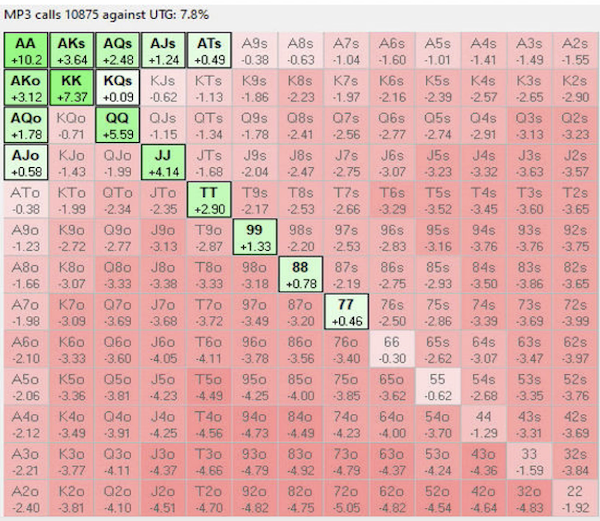 MP3 calls 10875 against UTG: 7.8%
AA AKs AQs AJs ATs A9s A8s A7s A6s A5s A4s A3s A2s
+10.2 +3.64 +2.48 +1.24 +0.49 -0.38 -0.63 -1.04 -1.60 -1.01 -1.41 -1.49 -1.55
AKo KK KQs KJs KTs K9s K8s K7s K6s K5s K4s K3s K2s
+3.12 +7.37 +0.09 -0.62 -1.13 -1.86 -2.23 -1.97 -2.16 -2.39 -2.57 -2.65 -2.90
AQo KQo QQ QJs QTs Q9s Q8s Q7s Q6s Q5s Q4s Q3s Q2s
+1.78 -0.71 +5.59 -1.15 -1.34 -1.78 -2.41 -2.56 -2.77 -2.74 -2.91 -3.13 -3.23
AJo KJo QJo JJ JTs J9s J8s J7s J6s J5s J4s J3s J2s
+0.58 -1.43 -1.99 +4.14 -1.68 -2.04 -2.47 -2.75 -3.07 -3.23 -3.32 -3.63 -3.57
ATo KTo QTo JTo TT T9s T8s T7s T6s T5s T4s T3s T2s
-0.38 -1.99 -2.34 -2.35 +2.90 -2.17 -2.53 -2.66 -3.29 -3.52 -3.45 -3.60 -3.65
A9o K9o Q9o J9o T9o 99 98s 97s 96s 95s 94s 93s 92s
-1.23 -2.72 -2.77 -3.13 -2.87 +1.33 -2.20 -2.53 -2.83 -3.16 -3.76 -3.76 -3.75
A8o K8o Q8o J8o T8o 98o 88 87s 86s 85s 84s 83s 82s
-1.66 -3.07 -3.33 -3.38 -3.33 -3.18 +0.78 -2.19 -2.75 -2.93 -3.50 -3.86 -3.65
A7o K7o Q7o J7o T7o 97o 87o 77 76s 75s 74s 73s 72s
-1.98 -3.09 -3.69 -3.68 -3.72 -3.49 -3.20 +0.46 -2.50 -2.86 -3.39 -3.69 -3.99
A6o K6o Q6o J6o T6o 96o 86o 76o 66 65s 64s 63s 62s
-2.10 -3.33 -3.60 -4.05 -4.11 -3.78 -3.56 -3.40 -0.30 -2.62 -3.07 -3.47 -3.97
A5o K5o Q5o J5o T5o 95o 85o 75o 65o 55 54s 53s 52s
-2.06 -3.36 -3.81 -4.23 -4.49 -4.25 -4.00 -3.85 -3.62 -0.62 -2.68 -3.35 -3.76
A4o K4o Q4o J4o T4o 94o 84o 74o 64o 54o 44 43s 42s
-2.12 -3.49 -3.91 -4.25 -4.56 -4.73 -4.49 -4.23 -4.00 -3.70 -1.29 -3.31 -3.69
A3o K3o Q3o J3o T3o 93o 83o 73o 63o 53o 43o 33 32s
-2.21 -3.77 -4.11 -4.37 -4.66 -4.79 -4.92 -4.79 -4.37 -4.24 -4.36 -1.59 -3.84
A2o K2o Q2o J2o T2o 92o 82o 72o 62o 52o 42o 32o 22
-2.40 -3.81 -4.10 -4.51 -4.70 -4.82 -4.75 -5.05 -4.82 -4.54 -4.64 -4.83 -1.92